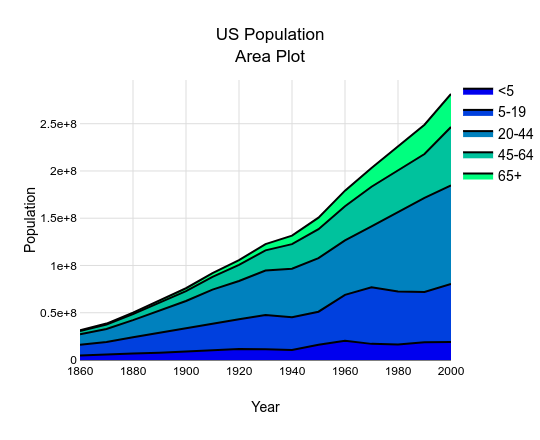 US Population
Area Plot
<5
5-19
20-44
45-64
65+
2.5e+8
2e+8
1.5e+8
1e+8
0.5e+8
0
Population
1860
1880
1900
1920
1940
1960
1980
2000
Year